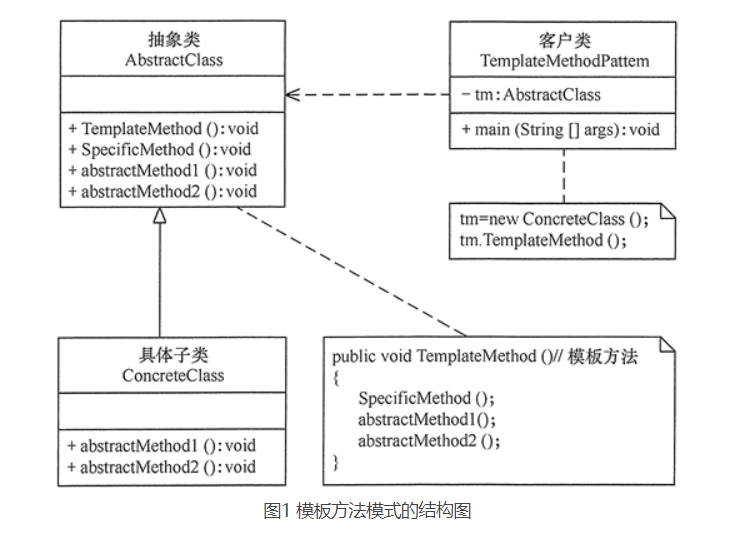 抽象类
AbstractClass
+ TemplateMethod ():void
+ SpecificMethod ():void
+ abstractMethod1 ():void
+ abstractMethod2 ():void
客户类
TemplateMethodPattem
- tm:AbstractClass
+ main (String [] args):void
tm=new ConcreteClass ();
tm.TemplateMethod ();
具体子类
ConcreteClass
+ abstractMethod1 ():void
+ abstractMethod2 ():void
public void TemplateMethod ()// 模板方法
{
SpecificMethod ();
abstractMethod1();
abstractMethod2 ();
}
图1 模板方法模式的结构图